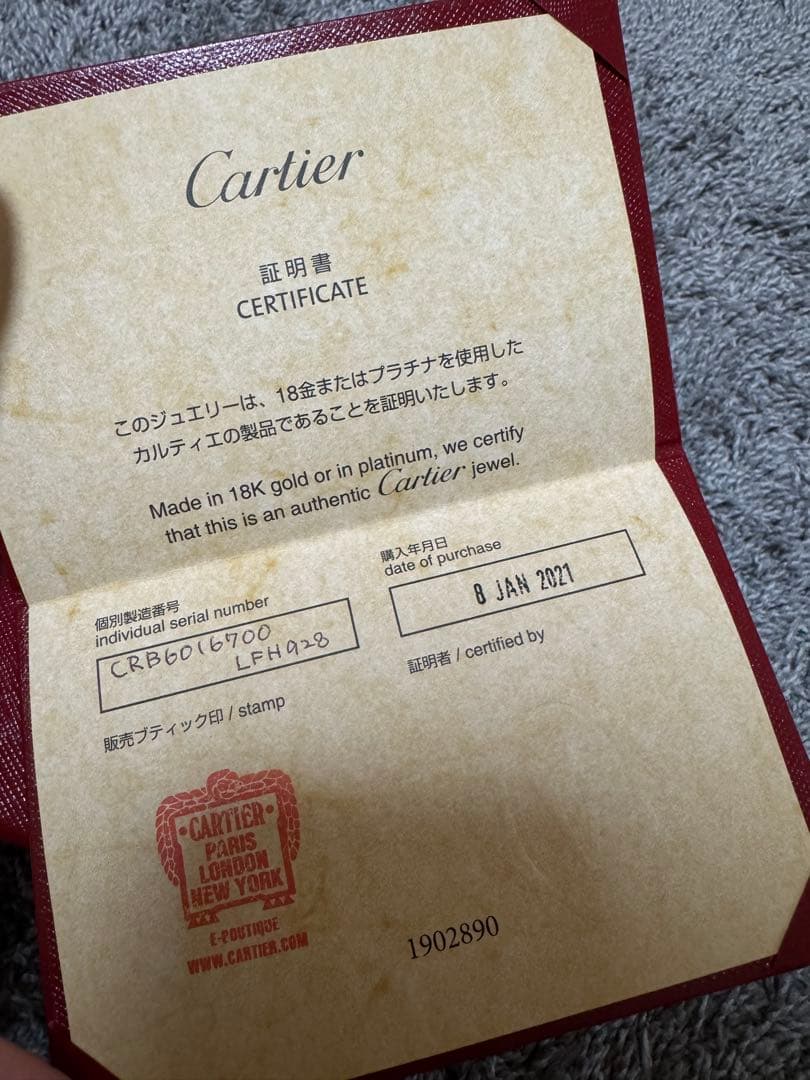 Cartier
証明書
CERTIFICATE
このジュエリーは、18金またはプラチナを使用した
カルティエの製品であることを証明いたします。
Made in 18K gold or in platinum, we certify
that this is an authentic Cartier jewel.
個別製造番号
individual serial number
CRB6016700
LFH928
購入年月日
date of purchase
8 JAN 2021
販売ブティック印 / stamp
証明者 / certified by
CARTIER
PARIS
LONDON
NEW YORK
E-BOUTIQUE
WWW.CARTIER.COM
1902890